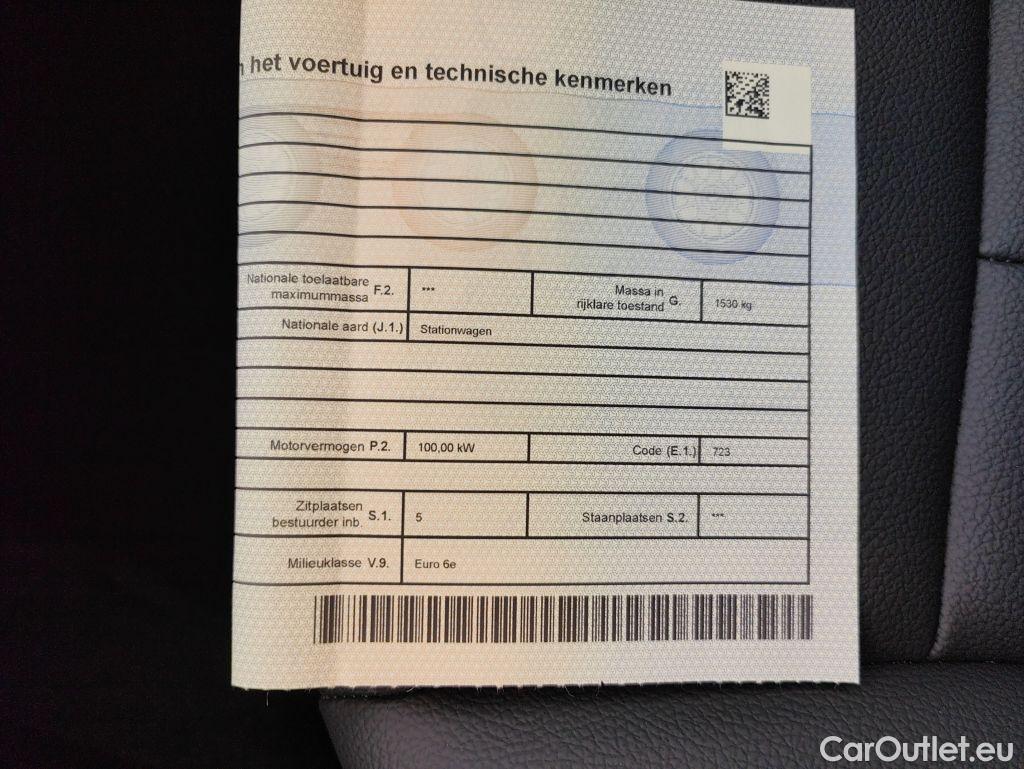 het voertuig en technische kenmerken
Nationale toelaatbare maximummassa F.2. *** Massa in rijklare toestand G. 1530 kg
Nationale aard (J.1.) Stationwagen
Motorvermogen P.2. 100,00 kW Code (E.1.) 723
Zitplaatsen bestuurder inb. S.1. 5 Staanplaatsen S.2. ***
Milieuklasse V.9. Euro 6e
CarOutlet.eu